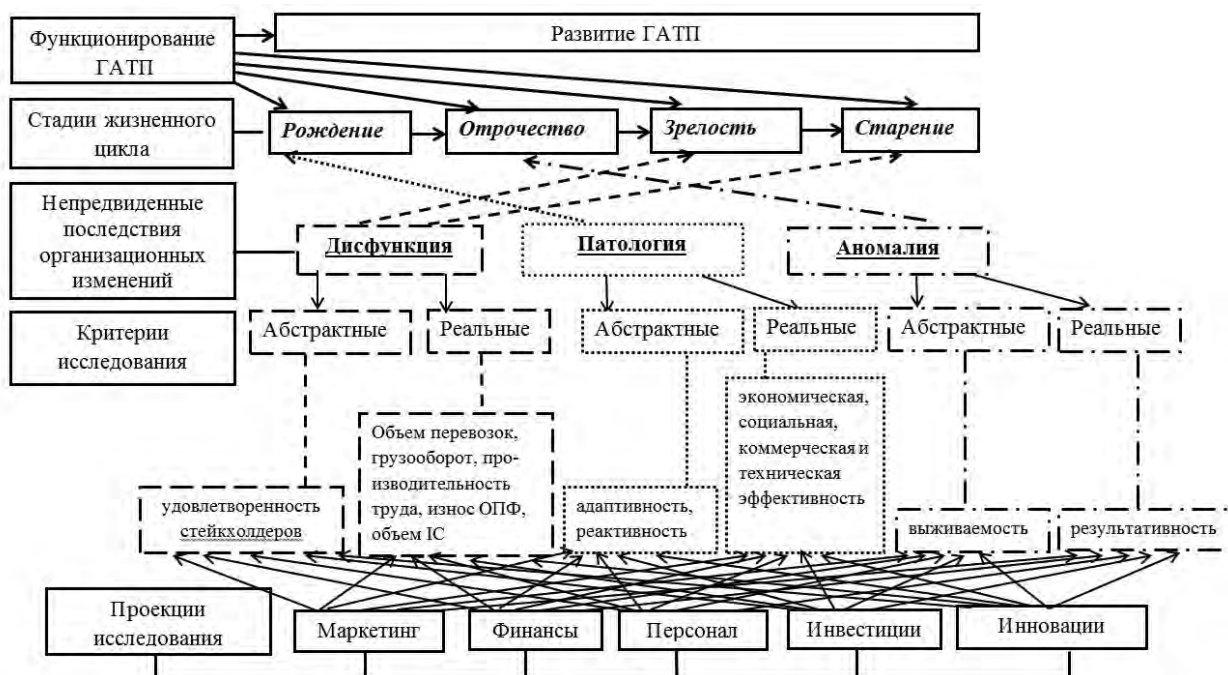 Функционирование
ГАТП
Развитие ГАТП
Стадии жизненного
цикла
Рождение
Отрочество
Зрелость
Старение
Непредвиденные
последствия
организационных
изменений
Дисфункция
Патология
Аномалия
Критерии
исследования
Абстрактные
Реальные
Абстрактные
Реальные
Абстрактные
Реальные
удовлетворенность
стейкхолдеров
Объем перевозок,
грузооборот, про-
изводительность
труда, износ ОПФ,
объем IC
адаптивность,
реактивность
экономическая,
социальная,
коммерческая и
техническая
эффективность
выживаемость
результативность
Проекции
исследования
Маркетинг
Финансы
Персонал
Инвестиции
Инновации